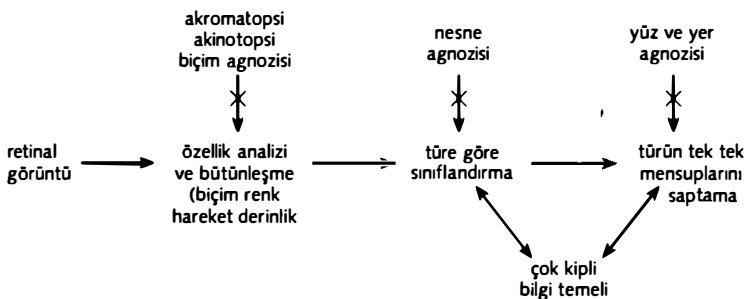 akromatopsi
akinotopsi
biçim agnozisi
nesne
agnozisi
yüz ve yer
agnozisi
retinal
görüntü
özellik analizi
ve bütünleşme
(biçim renk
hareket derinlik
türe göre
sınıflandırma
türün tek tek
mensuplarını
saptama
çok kipli
bilgi temeli